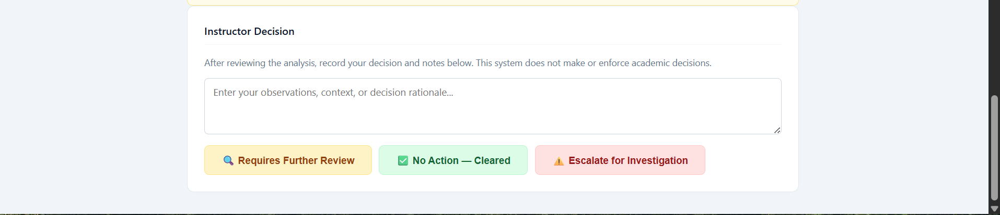 Instructor Decision
After reviewing the analysis, record your decision and notes below. This system does not make or enforce academic decisions.
Enter your observations, context, or decision rationale...
🔍 Requires Further Review
✅ No Action — Cleared
⚠️ Escalate for Investigation